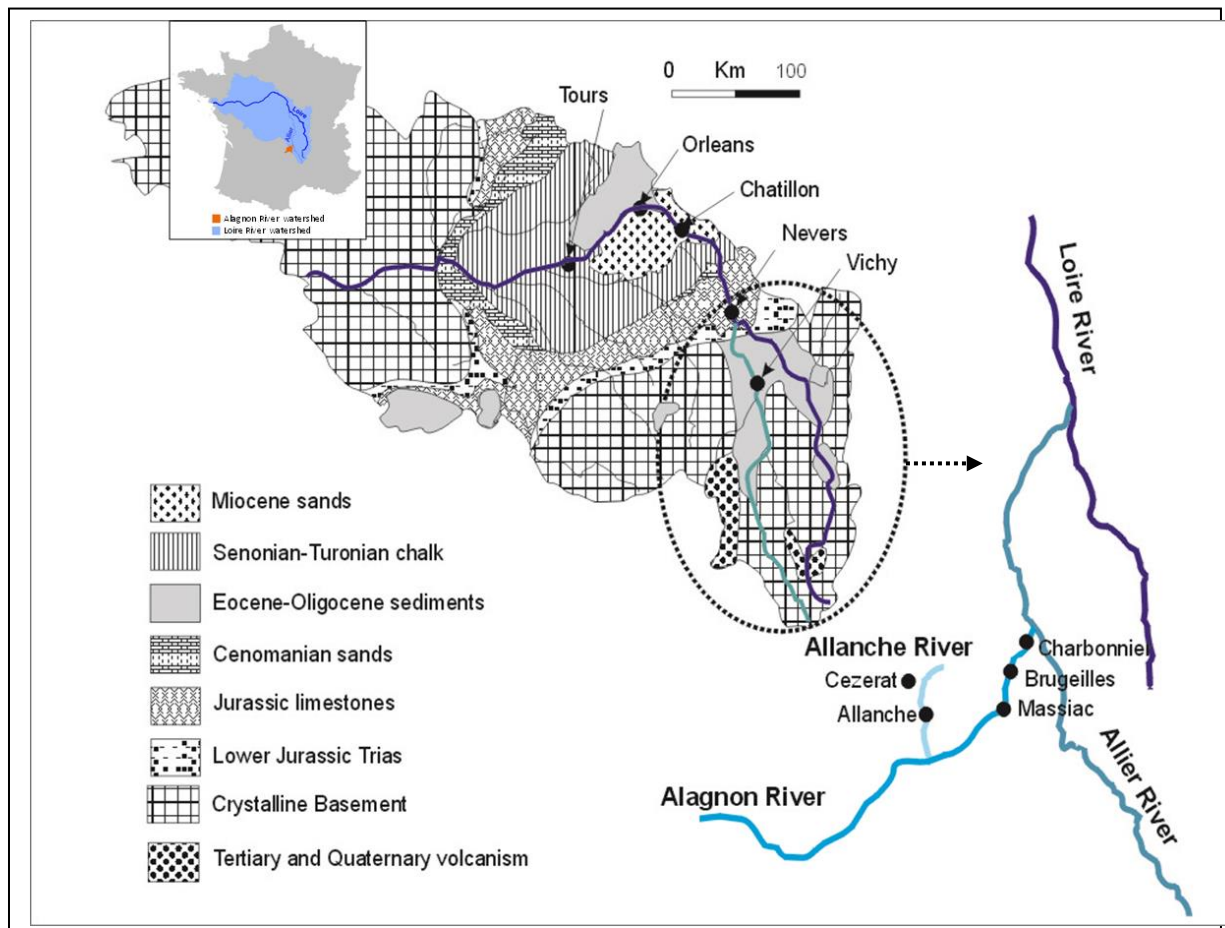 0 Km 100
Tours
Orleans
Chatillon
Nevers
Vichy
Loire
Allier
Alagnon River watershed
Loire River watershed
Miocene sands
Senonian-Turonian chalk
Eocene-Oligocene sediments
Cenomanian sands
Jurassic limestones
Lower Jurassic Trias
Crystalline Basement
Tertiary and Quaternary volcanism
Loire River
Allanche River
Cezerat
Allanche
Charbonnier
Brugeilles
Massiac
Alagnon River
Allier River